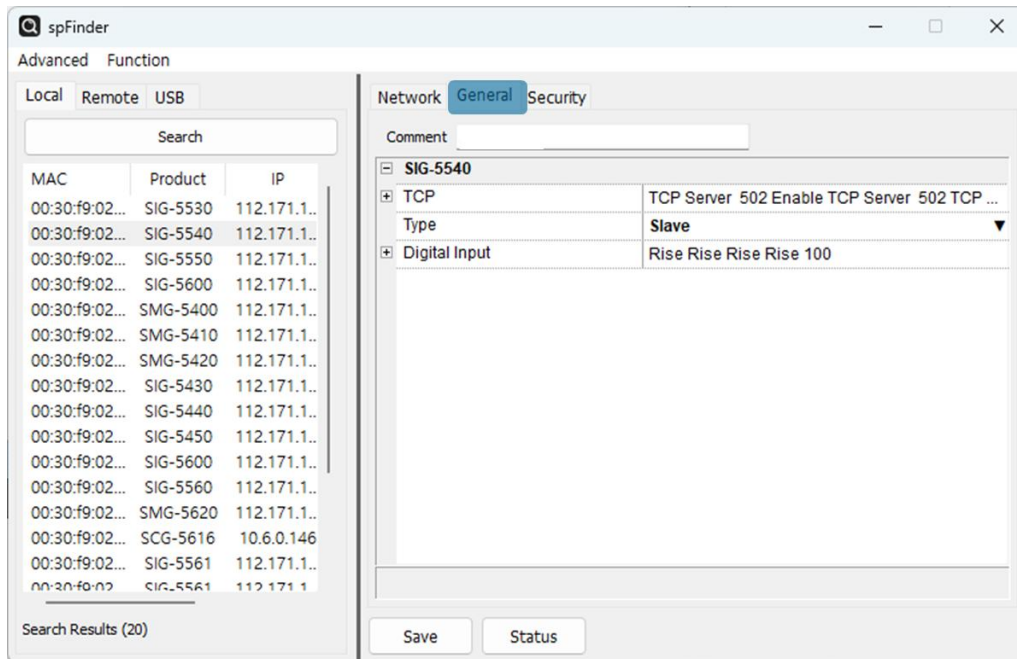 spFinder
Advanced Function
Local Remote USB
Search
MAC Product IP
00:30:f9:02... SIG-5530 112.171.1..
00:30:f9:02... SIG-5540 112.171.1..
00:30:f9:02... SIG-5550 112.171.1..
00:30:f9:02... SIG-5600 112.171.1..
00:30:f9:02... SMG-5400 112.171.1..
00:30:f9:02... SMG-5410 112.171.1..
00:30:f9:02... SMG-5420 112.171.1..
00:30:f9:02... SIG-5430 112.171.1..
00:30:f9:02... SIG-5440 112.171.1..
00:30:f9:02... SIG-5450 112.171.1..
00:30:f9:02... SIG-5600 112.171.1..
00:30:f9:02... SIG-5560 112.171.1..
00:30:f9:02... SMG-5620 112.171.1..
00:30:f9:02... SCG-5616 10.6.0.146
00:30:f9:02... SIG-5561 112.171.1..
00:30:f9:02 SIG-5561 112.171.1
Search Results (20)
Network General Security
Comment
SIG-5540
TCP TCP Server 502 Enable TCP Server 502 TCP ...
Type Slave
Digital Input Rise Rise Rise Rise 100
Save Status